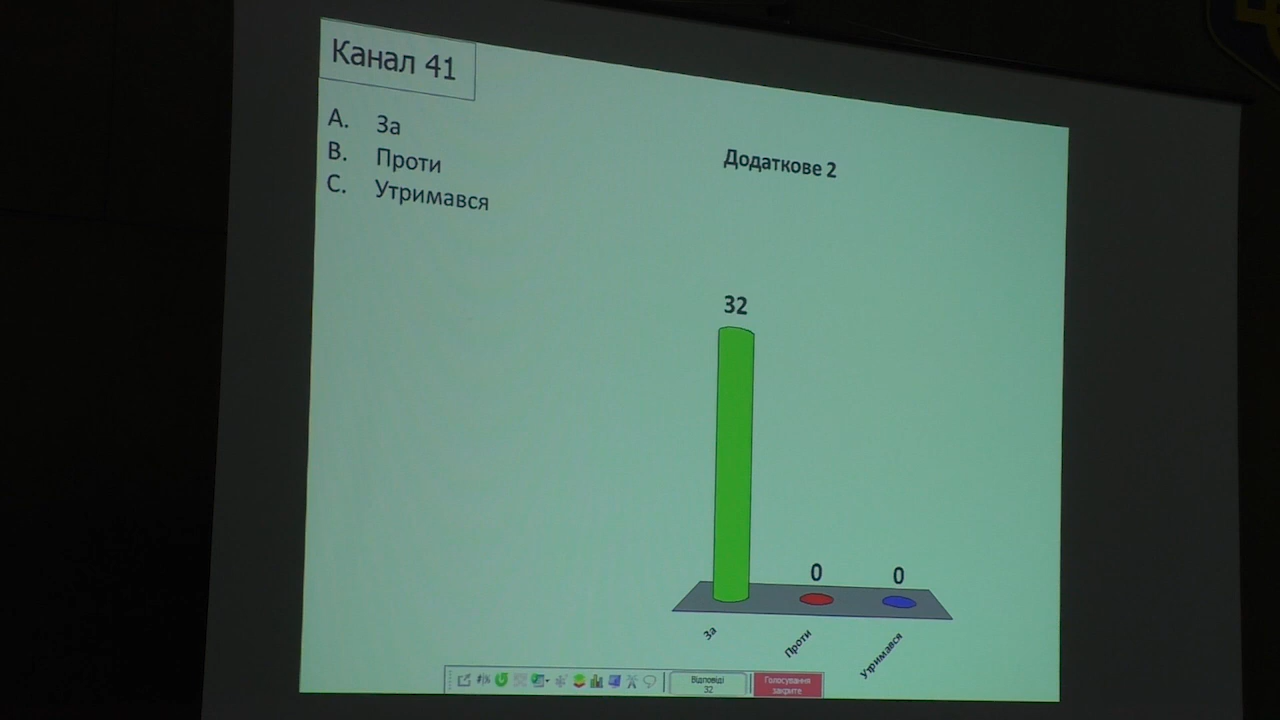 Канал 41
A. За
B. Проти
C. Утримався
Додаткове 2
32
0
0
За
Проти
Утримався
Відповіді
32
Голосування
закрите